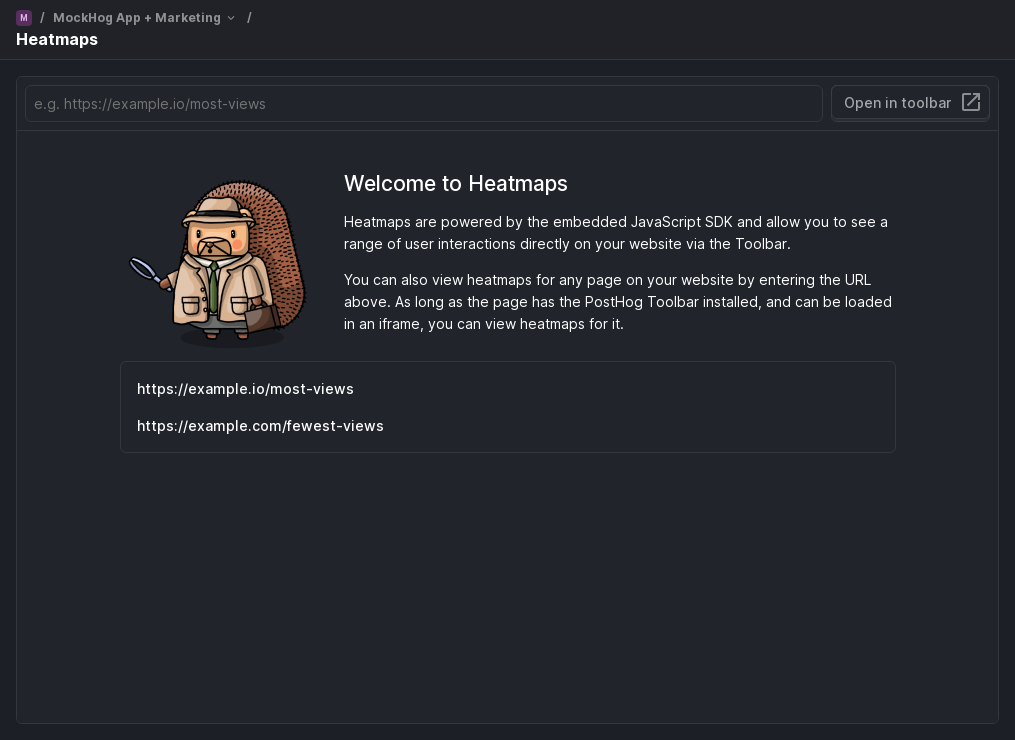 M / MockHog App + Marketing /
Heatmaps
e.g. https://example.io/most-views
Open in toolbar
Welcome to Heatmaps
Heatmaps are powered by the embedded JavaScript SDK and allow you to see a
range of user interactions directly on your website via the Toolbar.
You can also view heatmaps for any page on your website by entering the URL
above. As long as the page has the PostHog Toolbar installed, and can be loaded
in an iframe, you can view heatmaps for it.
https://example.io/most-views
https://example.com/fewest-views